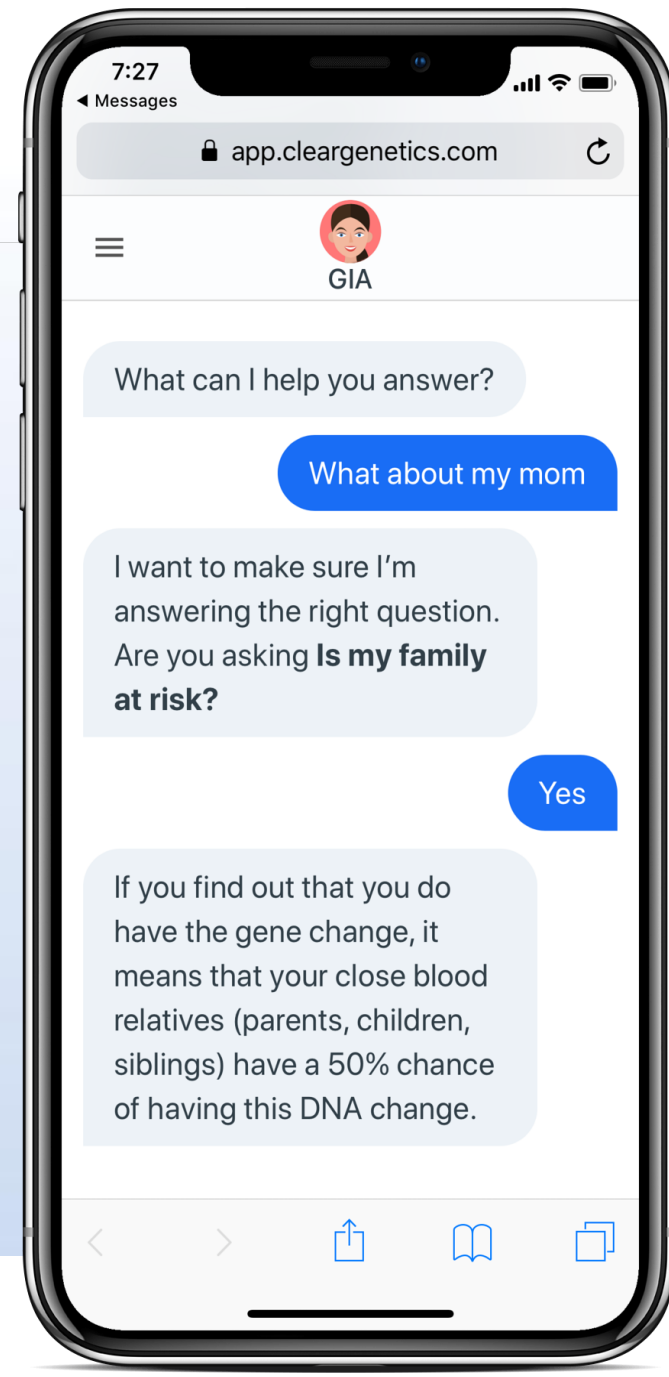 7:27
◀ Messages
app.cleargenetics.com
GIA
What can I help you answer?
What about my mom
I want to make sure I'm
answering the right question.
Are you asking Is my family
at risk?
Yes
If you find out that you do
have the gene change, it
means that your close blood
relatives (parents, children,
siblings) have a 50% chance
of having this DNA change.